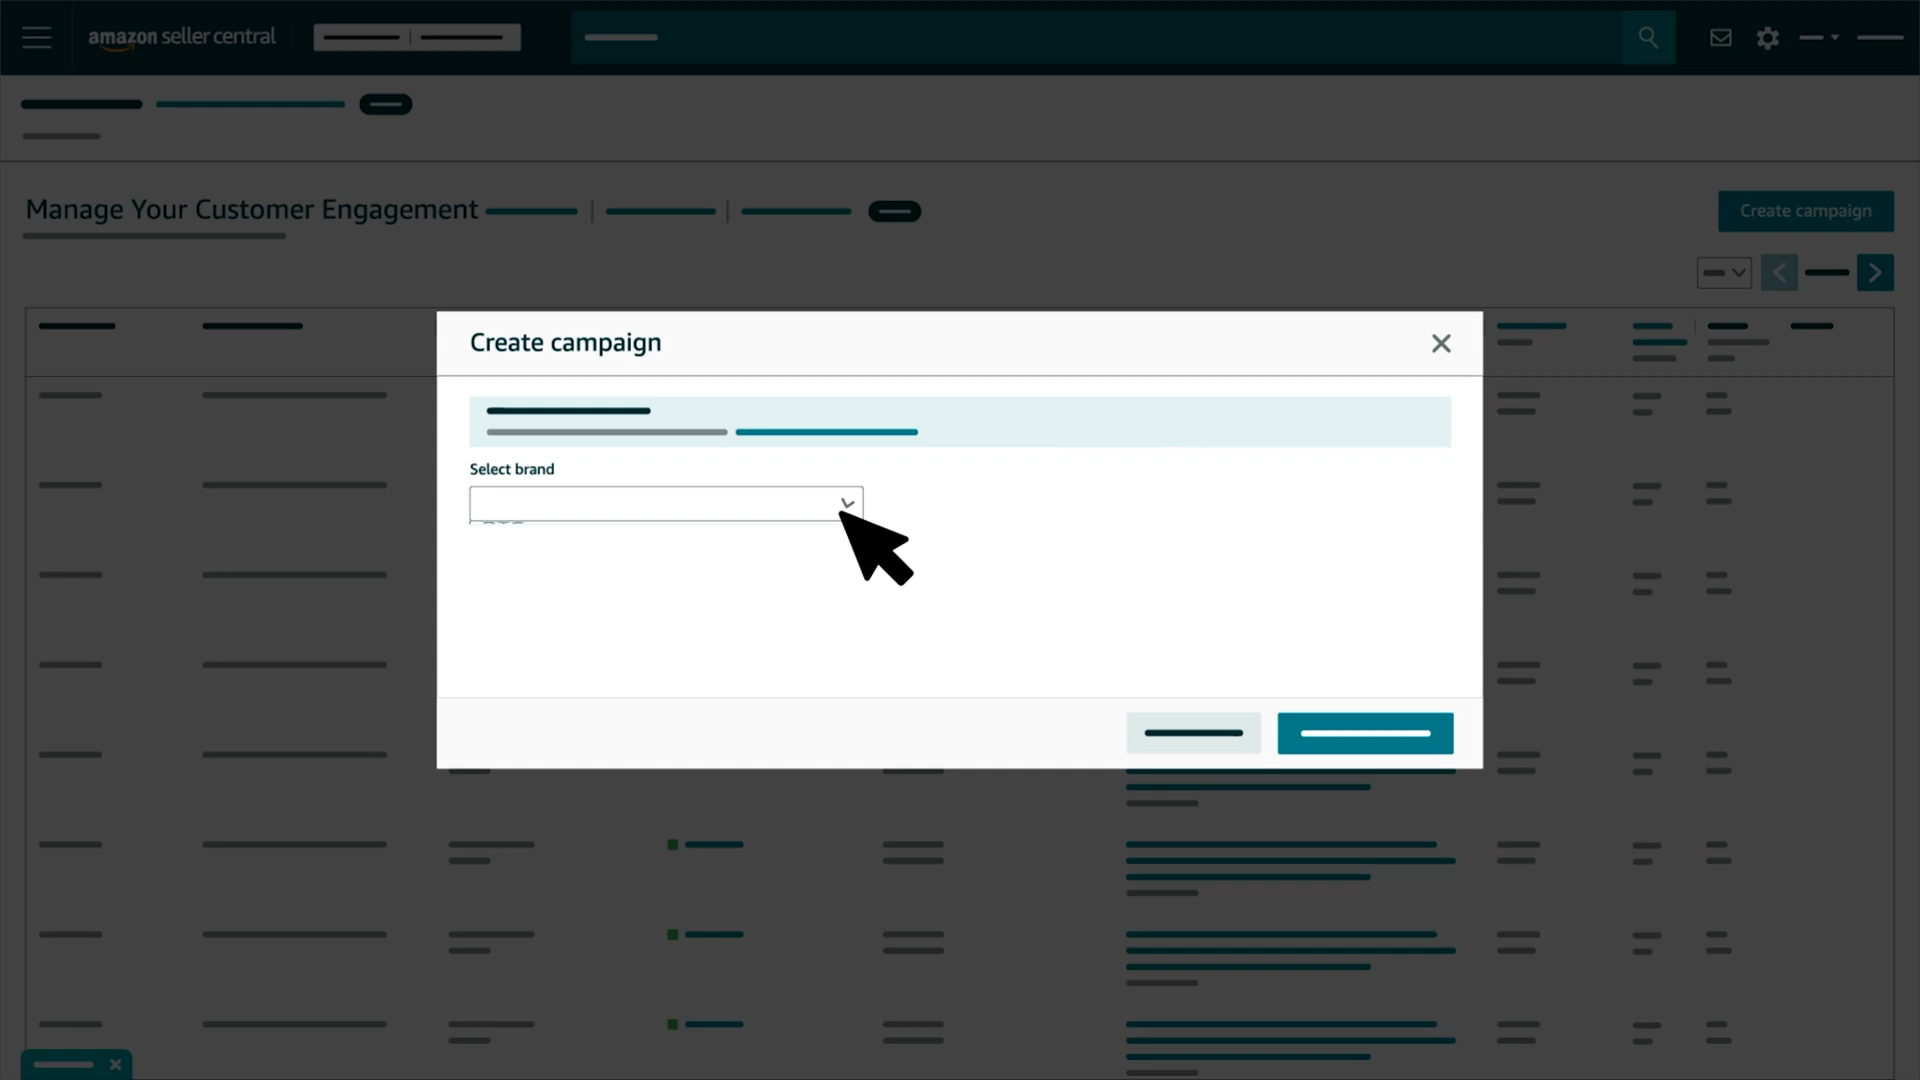 amazon seller central
Manage Your Customer Engagement
Create campaign
Create campaign
Select brand